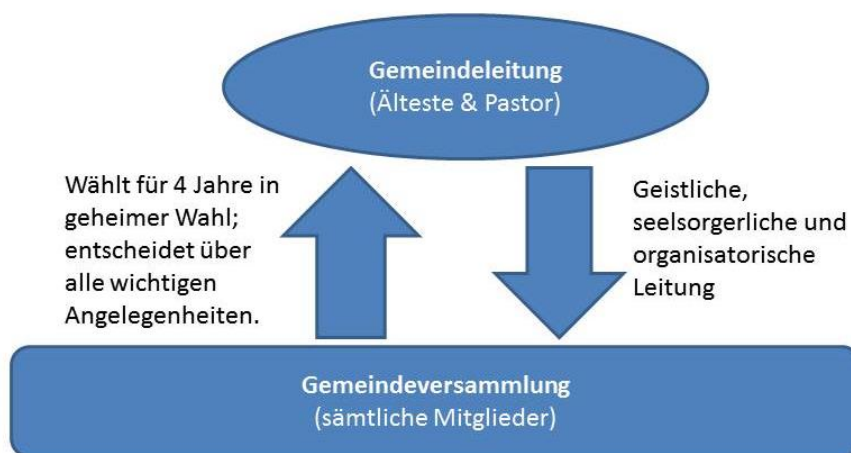 Gemeindeleitung
(Älteste & Pastor)
Wählt für 4 Jahre in
geheimer Wahl;
entscheidet über
alle wichtigen
Angelegenheiten.
Geistliche,
seelsorgerliche und
organisatorische
Leitung
Gemeindeversammlung
(sämtliche Mitglieder)